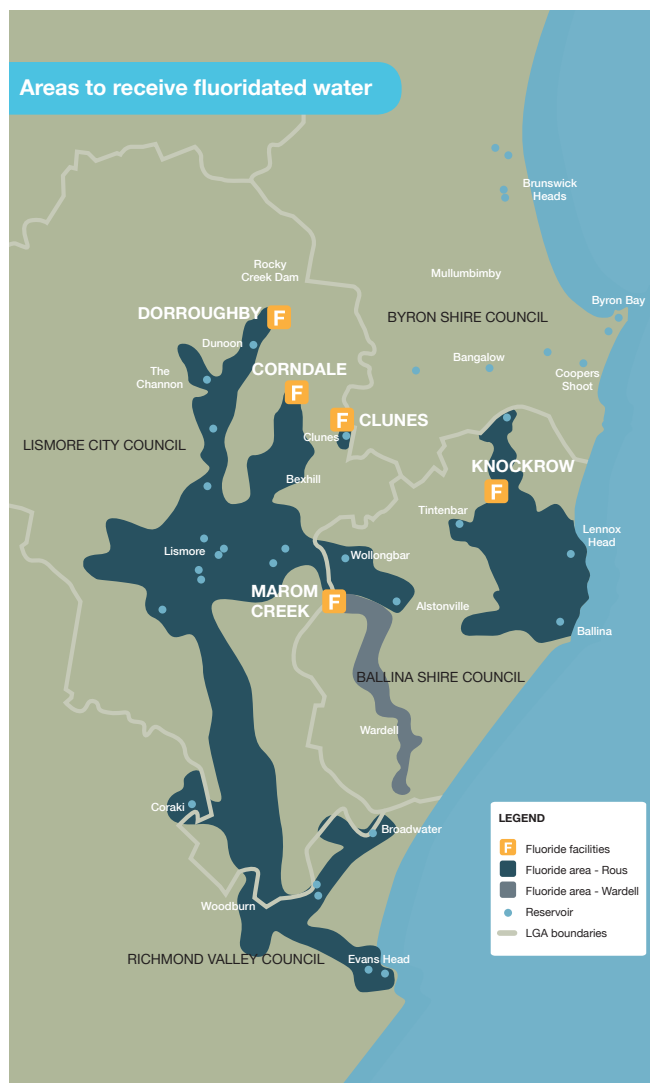 Areas to receive fluoridated water
Brunswick
Heads
Rocky
Creek Dam
Mullumbimby
Byron Bay
DORROUGHBY
F
BYRON SHIRE COUNCIL
Dunoon
Bangalow
The
Channon
CORNDALE
F
Coopers
Shoot
F
CLUNES
Clunes
LISMORE CITY COUNCIL
KNOCKROW
F
Bexhill
Tintenbar
Lennox
Head
Lismore
Wollongbar
MAROM
CREEK
F
Alstonville
Ballina
BALLINA SHIRE COUNCIL
Wardell
Coraki
Broadwater
Woodburn
RICHMOND VALLEY COUNCIL
Evans Head
LEGEND
F
Fluoride facilities
Fluoride area - Rous
Fluoride area - Wardell
Reservoir
LGA boundaries